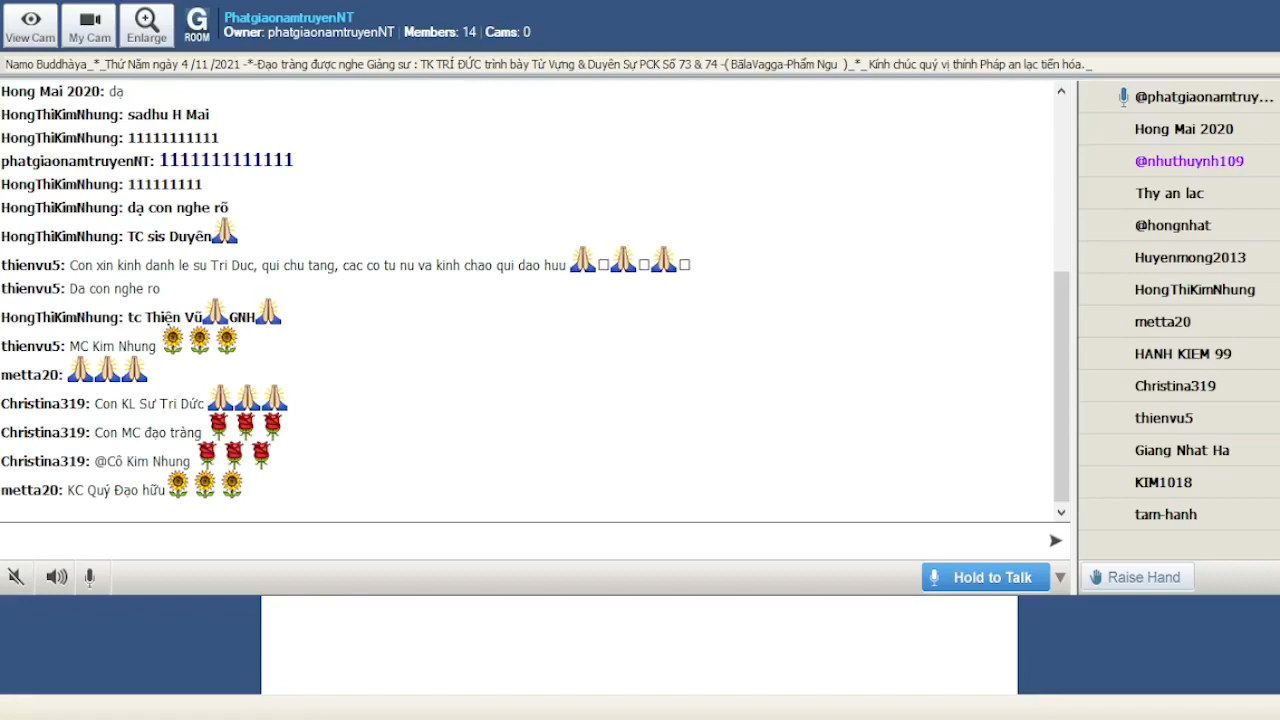 View Cam
My Cam
Enlarge
G
ROOM
PhatgiaonamtruyenNT
Owner: phatgiaonamtruyenNT | Members: 14 | Cams: 0
Namo Buddhàya_*_Thứ Năm ngày 4 /11 /2021 -*-Đạo tràng được nghe Giảng sư : TK TRÍ ĐỨC trình bày Từ Vựng & Duyên Sự PCK Số 73 & 74 -( BãlaVagga-Phẩm Ngu )_*_ Kính chúc quý vị thính Pháp an lạc tiến hóa._
Hong Mai 2020: dạ
HongThiKimNhung: sadhu H Mai
HongThiKimNhung: 11111111111
phatgiaonamtruyenNT: 1111111111111
HongThiKimNhung: 111111111
HongThiKimNhung: dạ con nghe rõ
HongThiKimNhung: TC sis Duyên
thienvu5: Con xin kinh danh le su Tri Duc, qui chu tang, cac co tu nu va kinh chao qui dao huu
thienvu5: Da con nghe ro
HongThiKimNhung: tc Thiện Vũ GNH
thienvu5: MC Kim Nhung
metta20:
Christina319: Con KL Sư Tri Dức
Christina319: Con MC đạo tràng
Christina319: @Cô Kim Nhung
metta20: KC Quý Đạo hữu
Hold to Talk
@phatgiaonamtruy...
Hong Mai 2020
@nhuthuynh109
Thy an lac
@hongnhat
Huyenmong2013
HongThiKimNhung
metta20
HANH KIEM 99
Christina319
thienvu5
Giang Nhat Ha
KIM1018
tam-hanh
Raise Hand